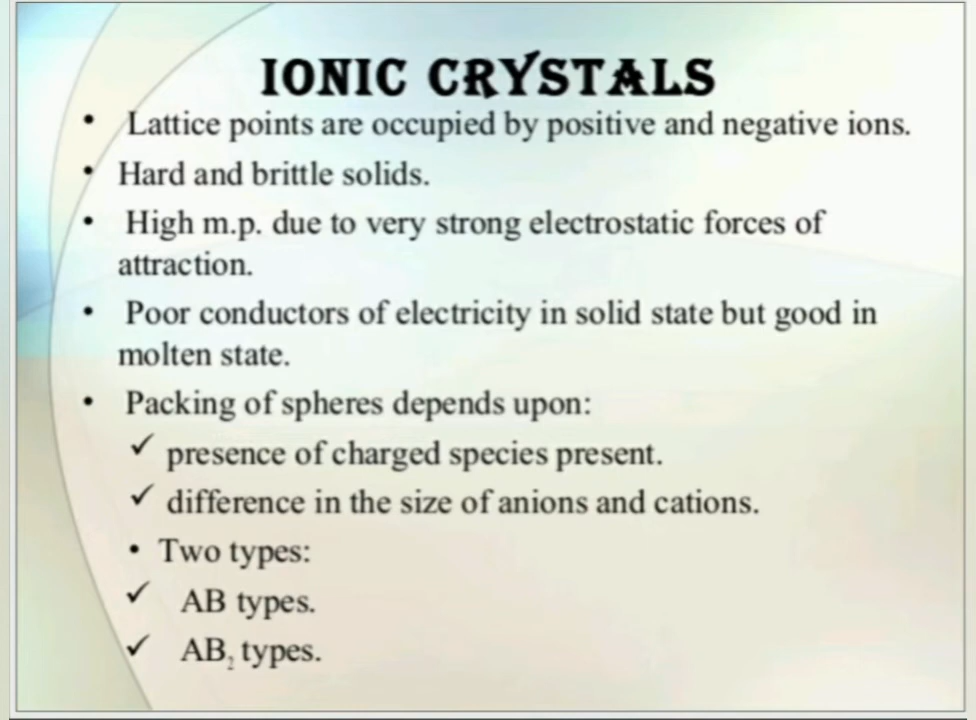 IONIC CRYSTALS
• Lattice points are occupied by positive and negative ions.
• Hard and brittle solids.
• High m.p. due to very strong electrostatic forces of
attraction.
• Poor conductors of electricity in solid state but good in
molten state.
• Packing of spheres depends upon:
✓ presence of charged species present.
✓ difference in the size of anions and cations.
• Two types:
✓ AB types.
✓ AB₂ types.